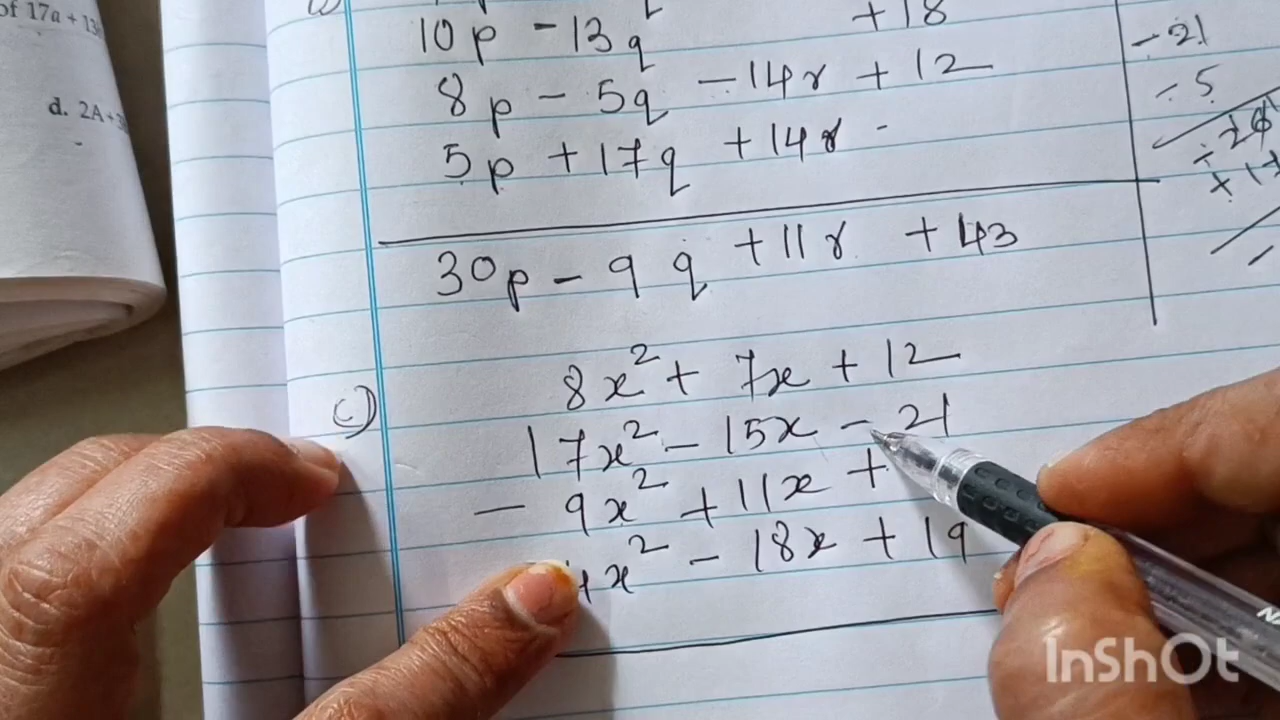 of 17a + 13
d. 2A + 3
10p - 13q + 18
8p - 5q - 14r + 12
5p + 17q + 14r -
30p - 9q + 11r + 43
- 21
- 5
c) 8x² + 7x + 12
17x² - 15x - 21
- 9x² + 11x +
4x² - 18x + 19
InShOt